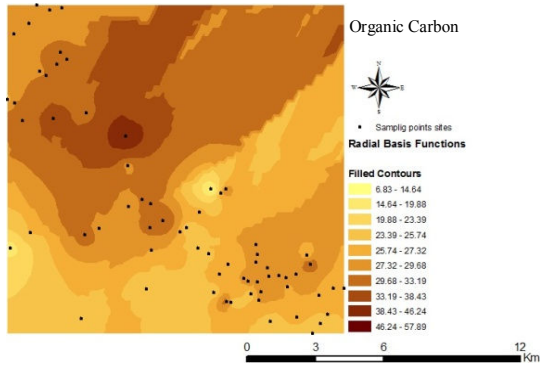 Organic Carbon
N
W
E
S
Samplig points sites
Radial Basis Functions
Filled Contours
6.83 - 14.64
14.64 - 19.88
19.88 - 23.39
23.39 - 25.74
25.74 - 27.32
27.32 - 29.68
29.68 - 33.19
33.19 - 38.43
38.43 - 46.24
46.24 - 57.89
0 3 6 12
Km